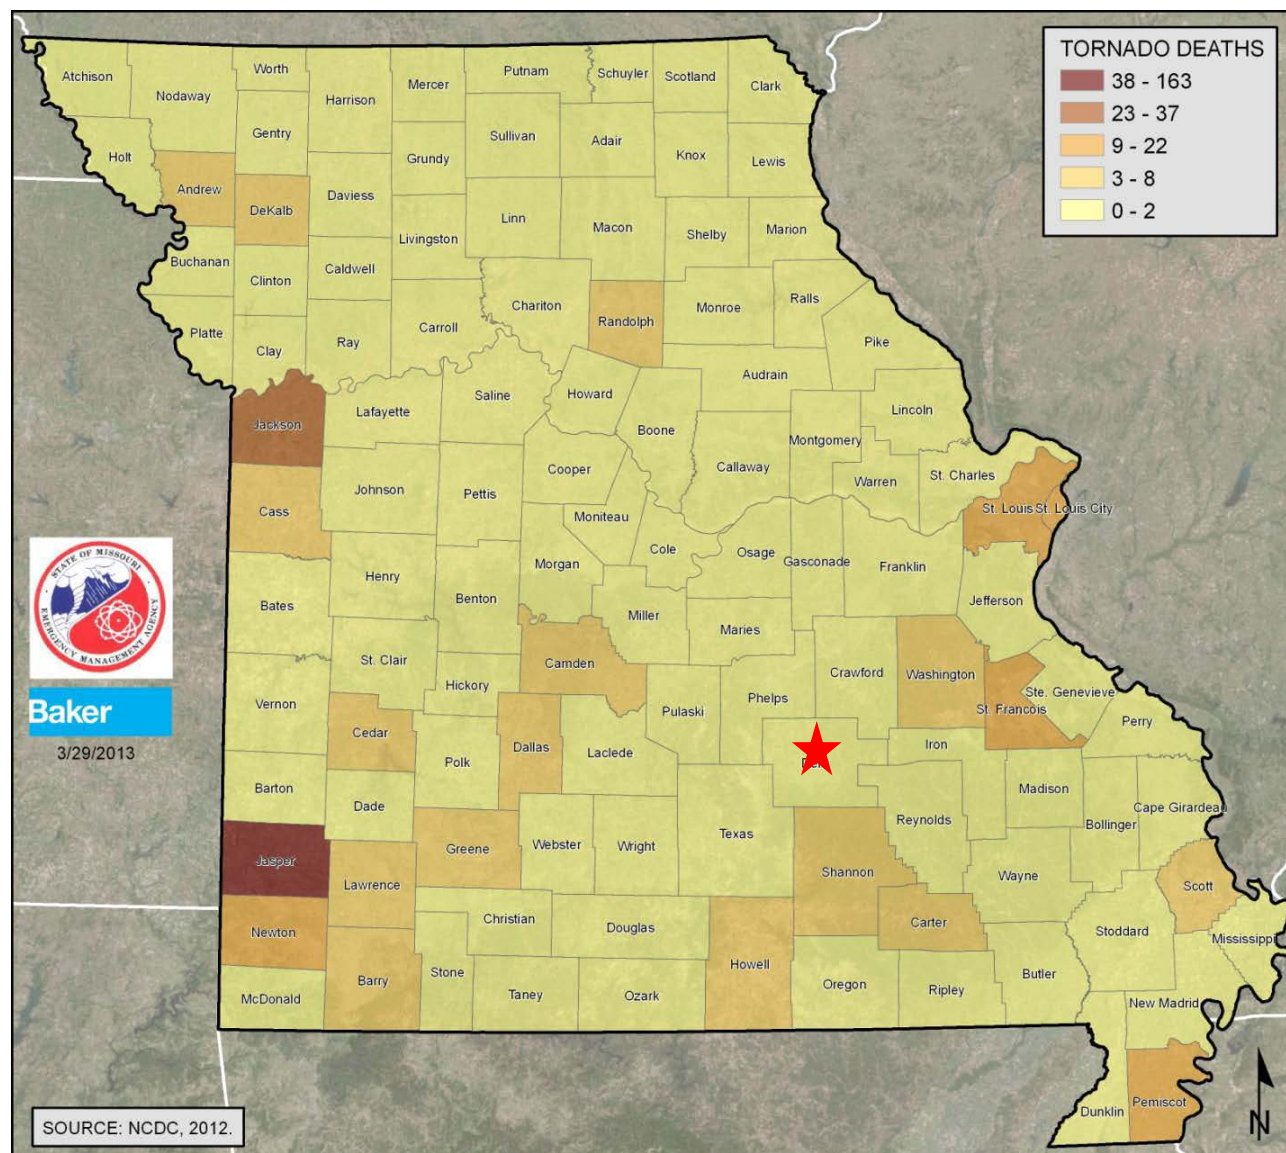 TORNADO DEATHS
38 - 163
23 - 37
9 - 22
3 - 8
0 - 2
Atchison
Nodaway
Worth
Harrison
Mercer
Putnam
Schuyler
Scotland
Clark
Gentry
Sullivan
Adair
Knox
Lewis
Holt
Andrew
DeKalb
Daviess
Grundy
Linn
Macon
Shelby
Marion
Livingston
Buchanan
Clinton
Caldwell
Chariton
Randolph
Monroe
Ralls
Platte
Clay
Ray
Carroll
Pike
Audrain
Jackson
Lafayette
Saline
Howard
Boone
Lincoln
Callaway
Montgomery
Cooper
Warren
St. Charles
Cass
Johnson
Pettis
Moniteau
St. Louis
St. Louis City
Cole
Osage
Gasconade
Franklin
Morgan
Henry
Bates
Benton
Miller
Maries
Jefferson
STATE OF MISSOURI
EMERGENCY MANAGEMENT AGENCY
Baker
3/29/2013
St. Clair
Camden
Hickory
Vernon
Pulaski
Phelps
Crawford
Washington
Ste. Genevieve
St. Francois
Perry
Cedar
Dallas
Laclede
Polk
Iron
Barton
Dade
Madison
Cape Girardeau
Bollinger
Reynolds
Texas
Greene
Webster
Wright
Jasper
Lawrence
Shannon
Wayne
Scott
Newton
Christian
Douglas
Carter
Stoddard
Mississippi
Barry
Stone
Howell
Oregon
Ripley
Butler
McDonald
Taney
Ozark
New Madrid
Dunklin
Pemiscot
SOURCE: NCDC, 2012.
N